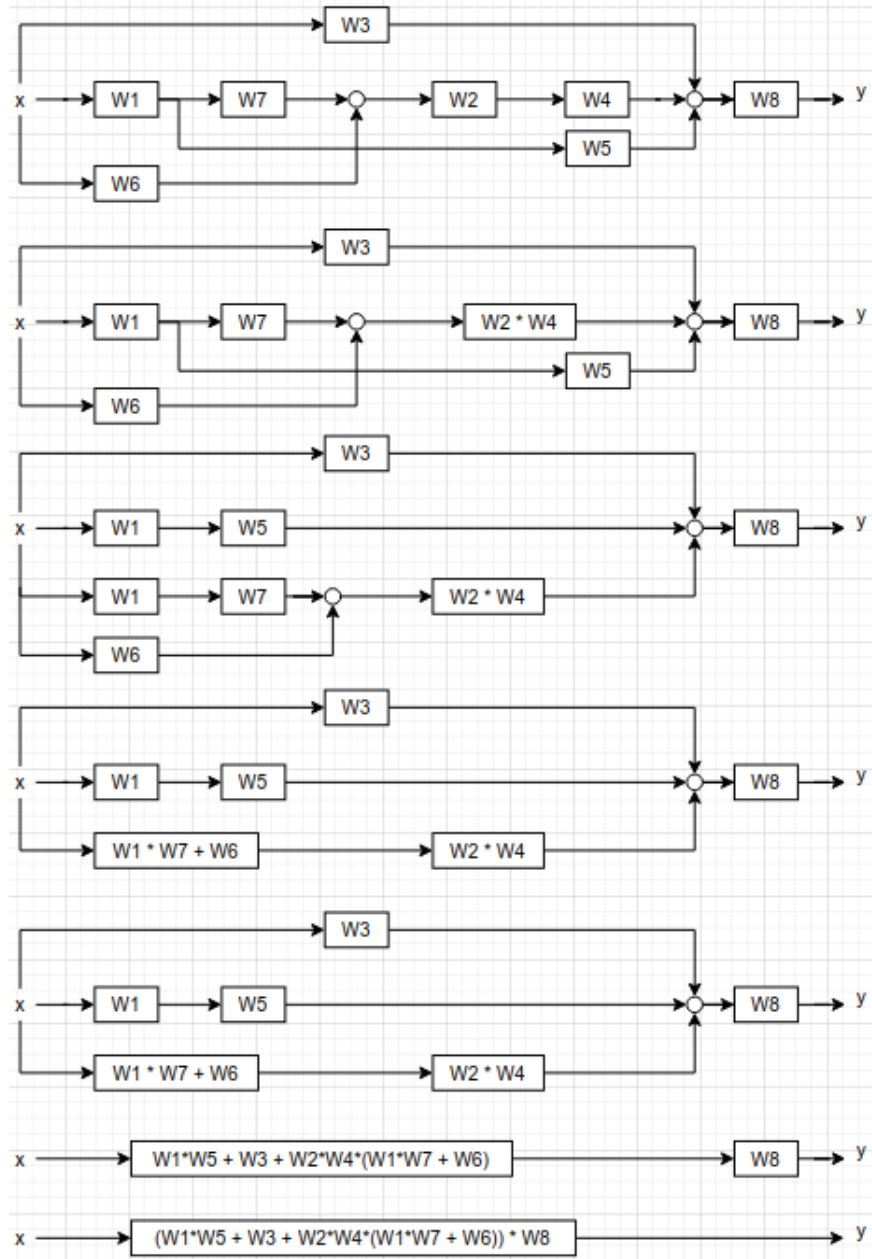 W3
x W1 W7 W2 W4 W8 y
W5
W6
W3
x W1 W7 W2 * W4 W8 y
W5
W6
W3
x W1 W5 W8 y
W1 W7 W2 * W4
W6
W3
x W1 W5 W8 y
W1 * W7 + W6 W2 * W4
W3
x W1 W5 W8 y
W1 * W7 + W6 W2 * W4
x W1*W5 + W3 + W2*W4*(W1*W7 + W6) W8 y
x (W1*W5 + W3 + W2*W4*(W1*W7 + W6)) * W8 y